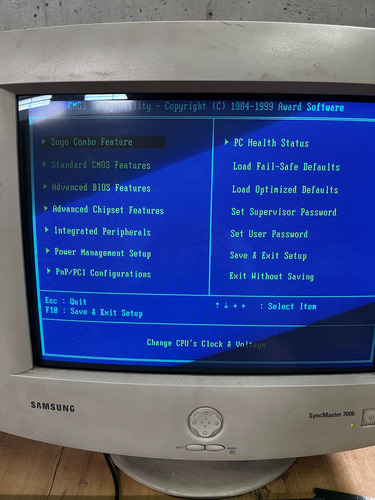 CMOS Setup Utility - Copyright (C) 1984-1999 Award Software
Soyo Combo Feature
Standard CMOS Features
Advanced BIOS Features
Advanced Chipset Features
Integrated Peripherals
Power Management Setup
PnP/PCI Configurations
PC Health Status
Load Fail-Safe Defaults
Load Optimized Defaults
Set Supervisor Password
Set User Password
Save & Exit Setup
Exit Without Saving
Esc : Quit
F10 : Save & Exit Setup
↑ ↓ → ← : Select Item
Change CPU's Clock & Voltage
SAMSUNG
SyncMaster 700b
EXIT
MENU